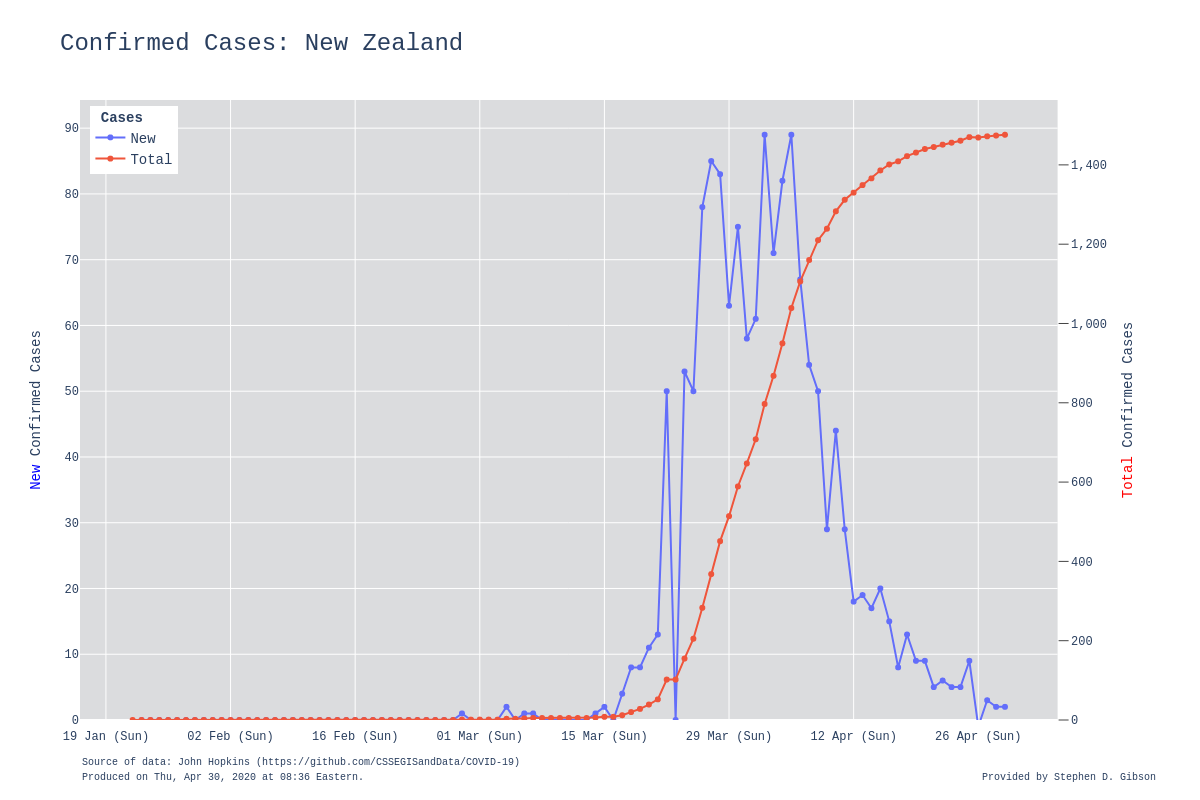 Confirmed Cases: New Zealand
Cases
New
Total
90
80
70
60
50
40
30
20
10
0
New Confirmed Cases
1,400
1,200
1,000
800
600
400
200
0
Total Confirmed Cases
19 Jan (Sun) 02 Feb (Sun) 16 Feb (Sun) 01 Mar (Sun) 15 Mar (Sun) 29 Mar (Sun) 12 Apr (Sun) 26 Apr (Sun)
Source of data: John Hopkins (https://github.com/CSSEGISandData/COVID-19)
Produced on Thu, Apr 30, 2020 at 08:36 Eastern.
Provided by Stephen D. Gibson